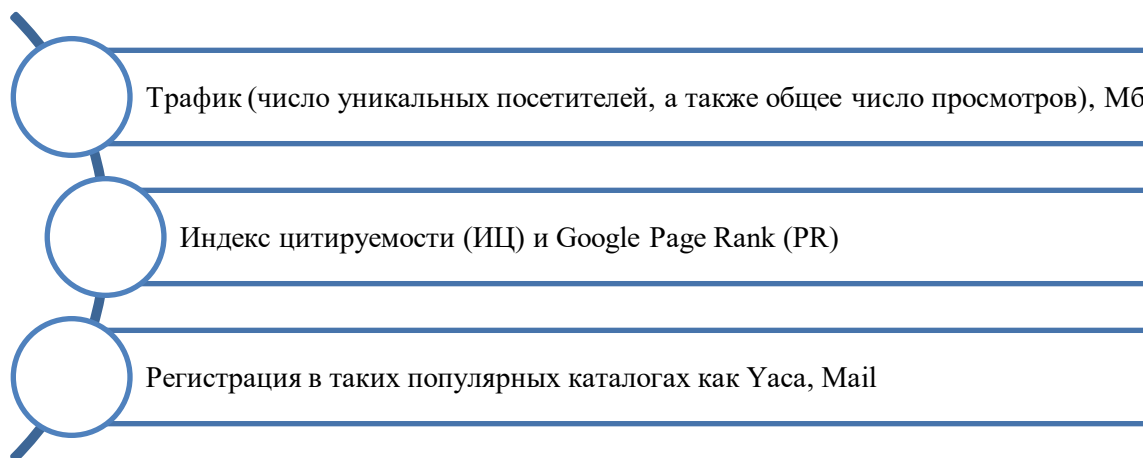 Трафик (число уникальных посетителей, а также общее число просмотров), Мб
Индекс цитируемости (ИЦ) и Google Page Rank (PR)
Регистрация в таких популярных каталогах как Yaca, Mail